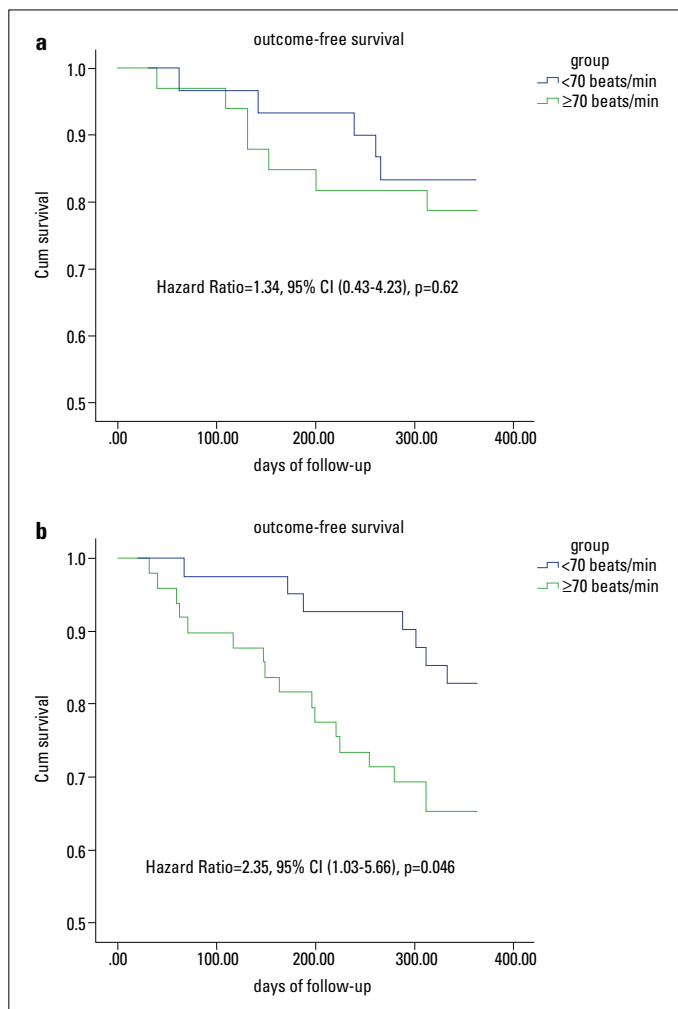 a
outcome-free survival
group
<70 beats/min
≥70 beats/min
1.0
0.9
0.8
0.7
0.6
0.5
Cum survival
Hazard Ratio=1.34, 95% CI (0.43-4.23), p=0.62
.00 100.00 200.00 300.00 400.00
days of follow-up
b
outcome-free survival
group
<70 beats/min
≥70 beats/min
1.0
0.9
0.8
0.7
0.6
0.5
Cum survival
Hazard Ratio=2.35, 95% CI (1.03-5.66), p=0.046
.00 100.00 200.00 300.00 400.00
days of follow-up